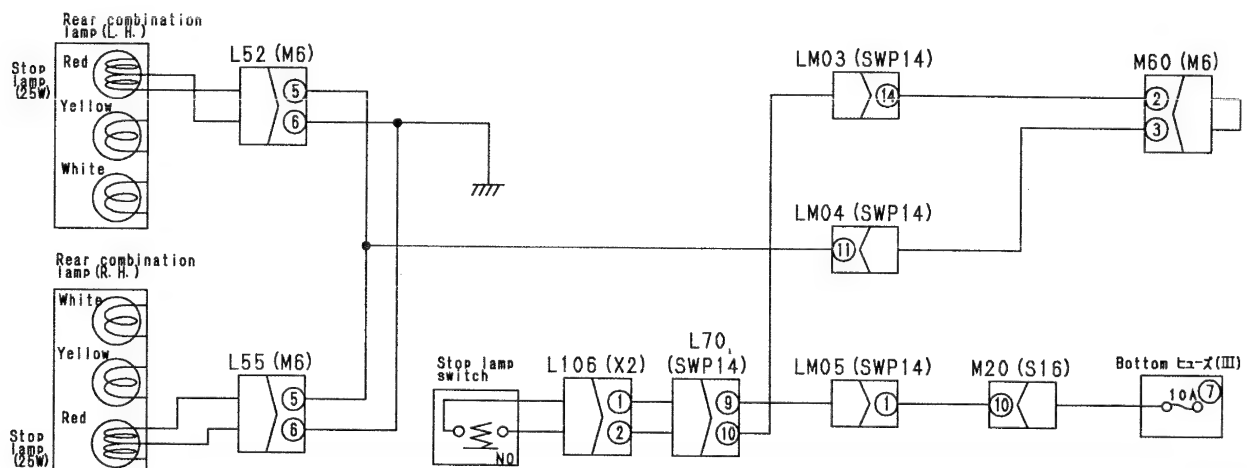 Rear combination
lamp (L.H.)
Red
Stop
lamp
(25W)
Yellow
White
L52 (M6)
5
6
LM03 (SWP14)
14
M60 (M6)
2
3
LM04 (SWP14)
11
Rear combination
lamp (R.H.)
White
Yellow
Red
Stop
lamp
(25W)
L55 (M6)
5
6
Stop lamp
switch
NO
L106 (X2)
1
2
L70
(SWP14)
9
10
LM05 (SWP14)
1
M20 (S16)
10
Bottom ヒューズ(III)
10A
7